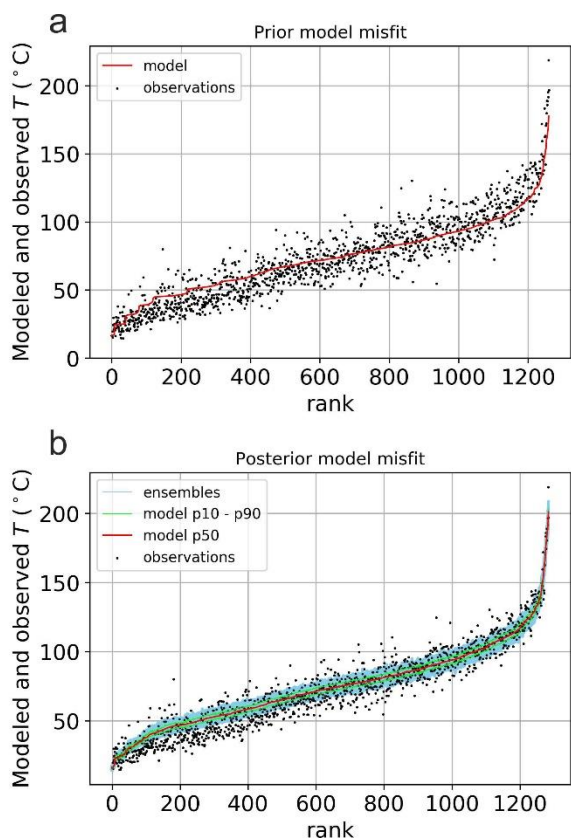 a
Prior model misfit
model
observations
Modeled and observed T (°C)
200
150
100
50
0
0 200 400 600 800 1000 1200
rank
b
Posterior model misfit
ensembles
model p10 - p90
model p50
observations
Modeled and observed T (°C)
200
150
100
50
0 200 400 600 800 1000 1200
rank